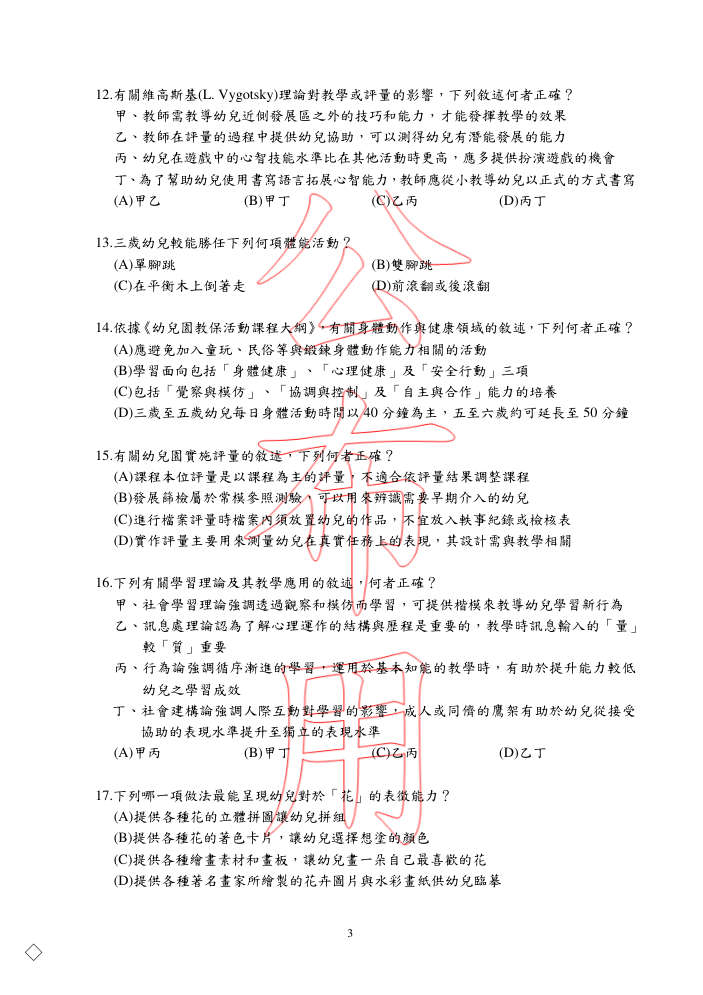 12.有關維高斯基(L. Vygotsky)理論對教學或評量的影響，下列敘述何者正確？
甲、教師需教導幼兒近側發展區之外的技巧和能力，才能發揮教學的效果
乙、教師在評量的過程中提供幼兒協助，可以測得幼兒有潛能發展的能力
丙、幼兒在遊戲中的心智技能水準比在其他活動時更高，應多提供扮演遊戲的機會
丁、為了幫助幼兒使用書寫語言拓展心智能力，教師應從小教導幼兒以正式的方式書寫
(A)甲乙 (B)甲丁 (C)乙丙 (D)丙丁
13.三歲幼兒較能勝任下列何項體能活動？
(A)單腳跳 (B)雙腳跳
(C)在平衡木上倒著走 (D)前滾翻或後滾翻
14.依據《幼兒園教保活動課程大綱》，有關身體動作與健康領域的敘述，下列何者正確？
(A)應避免加入童玩、民俗等與鍛鍊身體動作能力相關的活動
(B)學習面向包括「身體健康」、「心理健康」及「安全行動」三項
(C)包括「覺察與模仿」、「協調與控制」及「自主與合作」能力的培養
(D)三歲至五歲幼兒每日身體活動時間以 40 分鐘為主，五至六歲約可延長至 50 分鐘
15.有關幼兒園實施評量的敘述，下列何者正確？
(A)課程本位評量是以課程為主的評量，不適合依評量結果調整課程
(B)發展篩檢屬於常模參照測驗，可以用來辨識需要早期介入的幼兒
(C)進行檔案評量時檔案內須放置幼兒的作品，不宜放入軼事紀錄或檢核表
(D)實作評量主要用來測量幼兒在真實任務上的表現，其設計需與教學相關
16.下列有關學習理論及其教學應用的敘述，何者正確？
甲、社會學習理論強調透過觀察和模仿而學習，可提供楷模來教導幼兒學習新行為
乙、訊息處理論認為了解心理運作的結構與歷程是重要的，教學時訊息輸入的「量」
較「質」重要
丙、行為論強調循序漸進的學習，運用於基本知能的教學時，有助於提升能力較低
幼兒之學習成效
丁、社會建構論強調人際互動對學習的影響，成人或同儕的鷹架有助於幼兒從接受
協助的表現水準提升至獨立的表現水準
(A)甲丙 (B)甲丁 (C)乙丙 (D)乙丁
17.下列哪一項做法最能呈現幼兒對於「花」的表徵能力？
(A)提供各種花的立體拼圖讓幼兒拼組
(B)提供各種花的著色卡片，讓幼兒選擇想塗的顏色
(C)提供各種繪畫素材和畫板，讓幼兒畫一朵自己最喜歡的花
(D)提供各種著名畫家所繪製的花卉圖片與水彩畫紙供幼兒臨摹
3
公布用